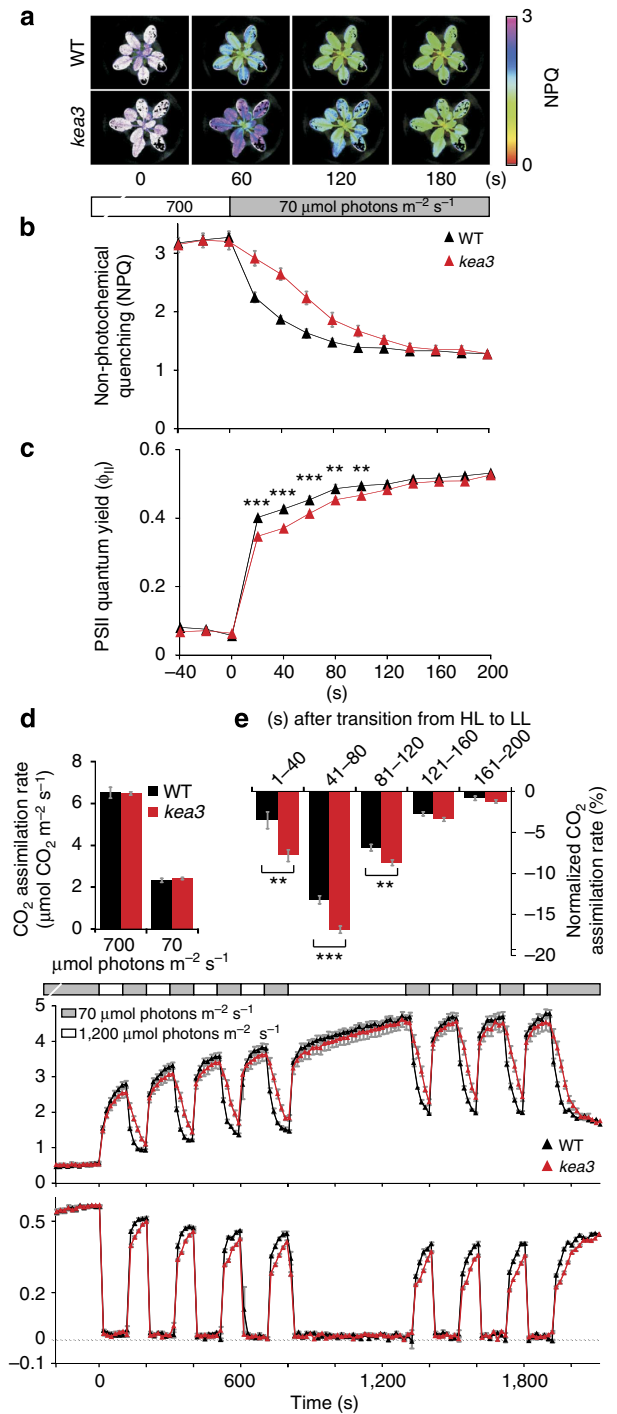 a
WT
kea3
3
NPQ
0
0 60 120 180 (s)
700 70 μmol photons m−2 s−1
b
Non-photochemical
quenching (NPQ)
3
2
1
0
WT
kea3
c
PSII quantum yield (ϕII)
0.6
0.4
0.2
0
*** *** *** ** **
−40 0 40 80 120 160 200
(s)
d
CO2 assimilation rate
(μmol CO2 m−2 s−1)
8
6
4
2
0
WT
kea3
700 70
μmol photons m−2 s−1
e
(s) after transition from HL to LL
1–40 41–80 81–120 121–160 161–200
0
−5
−10
−15
−20
** *** **
Normalized CO2
assimilation rate (%)
70 μmol photons m−2 s−1
1,200 μmol photons m−2 s−1
5
4
3
2
1
0
WT
kea3
0.5
0.2
0
−0.1
0 600 1,200 1,800
Time (s)